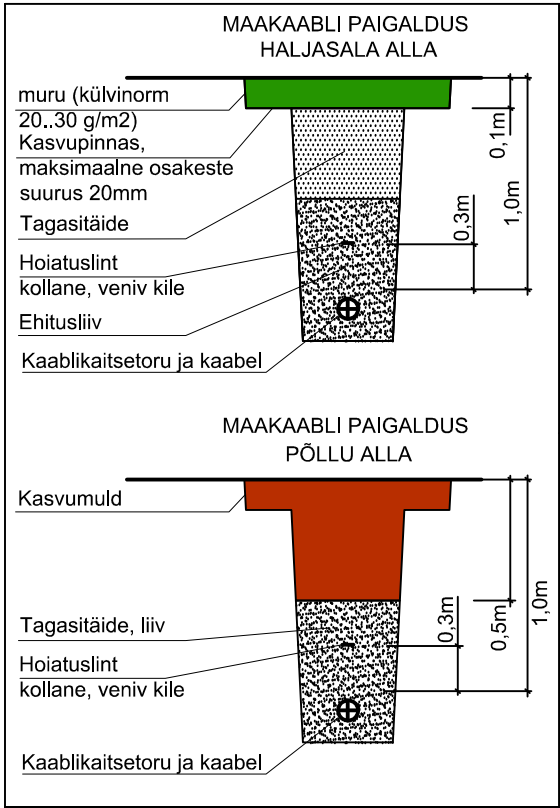 MAAKAABLI PAIGALDUS
HALJASALA ALLA
muru (külvinorm
20..30 g/m2)
Kasvupinnas,
maksimaalne osakeste
suurus 20mm
Tagasitäide
Hoiatuslint
kollane, veniv kile
Ehitusliiv
Kaablikaitsetoru ja kaabel
0,1m
0,3m
1,0m
MAAKAABLI PAIGALDUS
PÕLLU ALLA
Kasvumuld
Tagasitäide, liiv
Hoiatuslint
kollane, veniv kile
Kaablikaitsetoru ja kaabel
0,3m
0,5m
1,0m